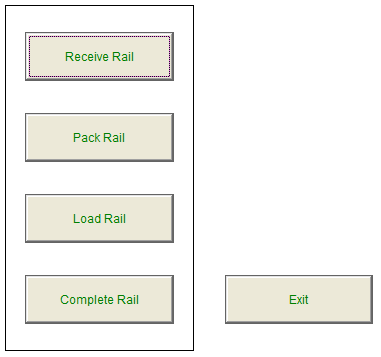 Receive Rail
Pack Rail
Load Rail
Complete Rail
Exit